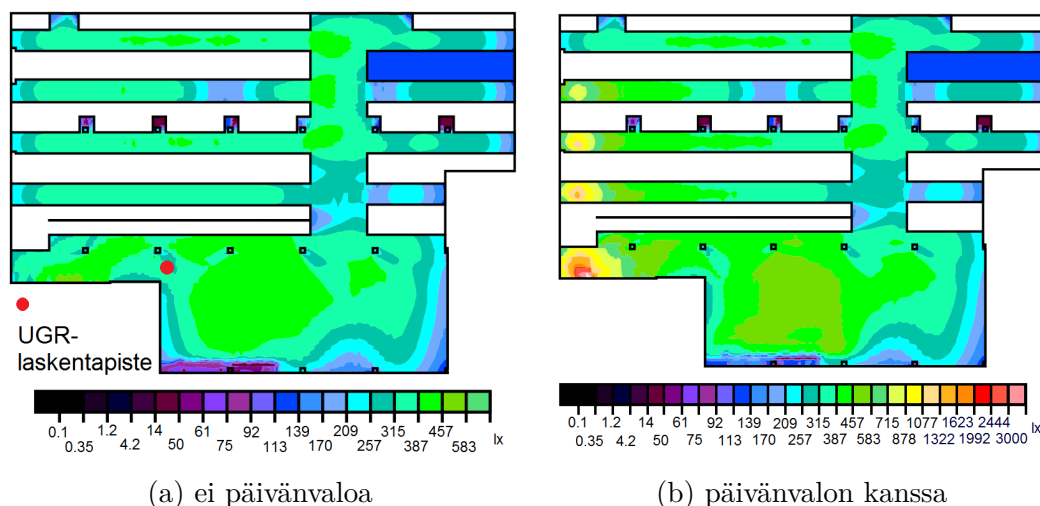 UGR-
laskentapiste
0.1 1.2 14 61 92 139 209 315 457
0.35 4.2 50 75 113 170 257 387 583 lx
0.1 1.2 14 61 92 139 209 315 457 715 1077 1623 2444
0.35 4.2 50 75 113 170 257 387 583 878 1322 1992 3000 lx
(a) ei päivänvaloa
(b) päivänvalon kanssa